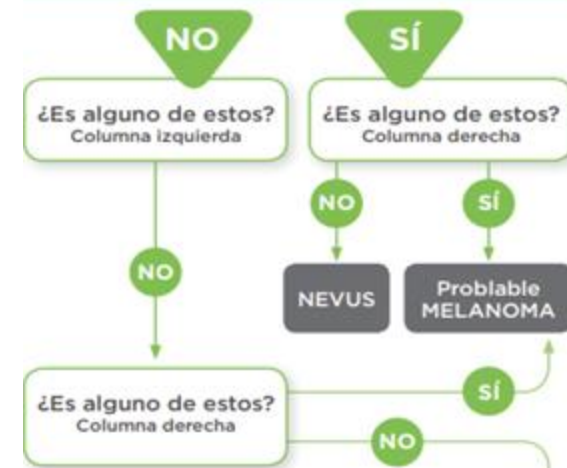 NO
SÍ
¿Es alguno de estos?
Columna izquierda
¿Es alguno de estos?
Columna derecha
NO
SÍ
NO
NEVUS
Problable
MELANOMA
¿Es alguno de estos?
Columna derecha
SÍ
NO